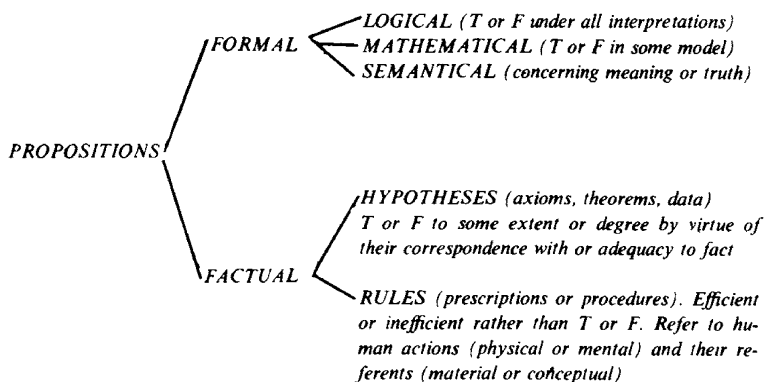 LOGICAL (T or F under all interpretations)
FORMAL
MATHEMATICAL (T or F in some model)
SEMANTICAL (concerning meaning or truth)
PROPOSITIONS
HYPOTHESES (axioms, theorems, data)
T or F to some extent or degree by virtue of
their correspondence with or adequacy to fact
FACTUAL
RULES (prescriptions or procedures). Efficient
or inefficient rather than T or F. Refer to hu-
man actions (physical or mental) and their re-
ferents (material or conceptual)